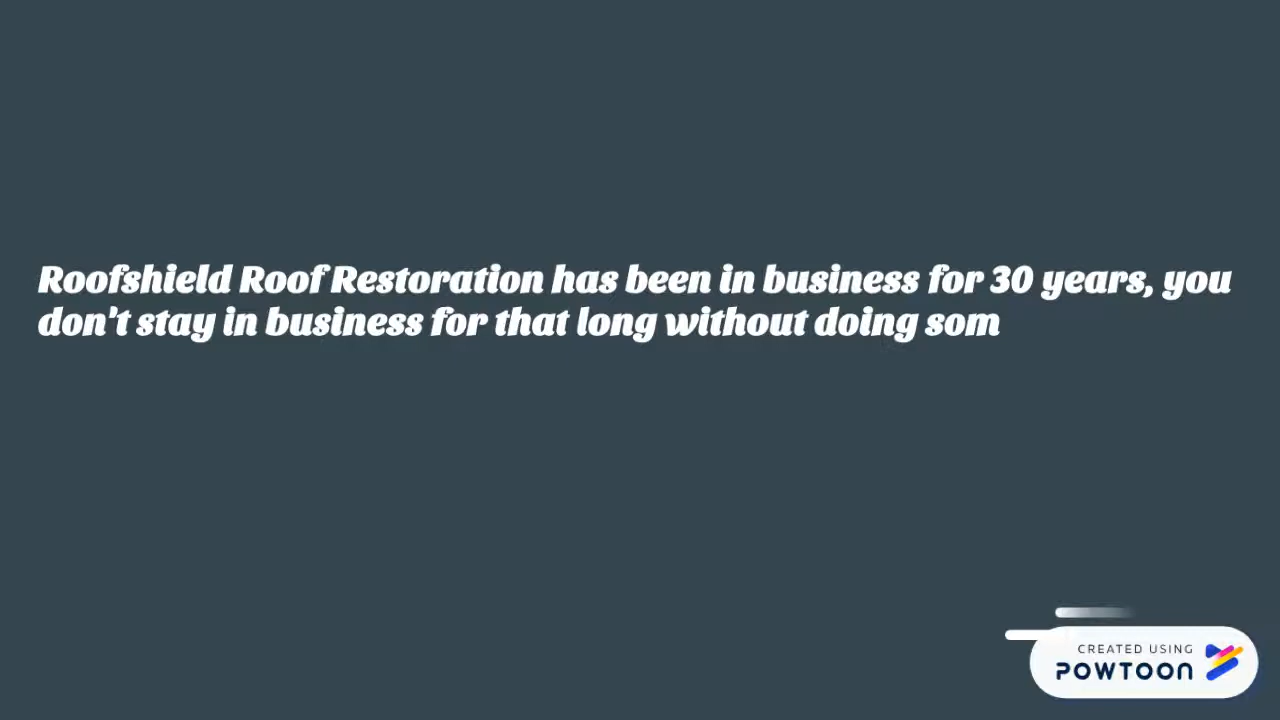 Roofshield Roof Restoration has been in business for 30 years, you
don't stay in business for that long without doing som
CREATED USING
POWTOON